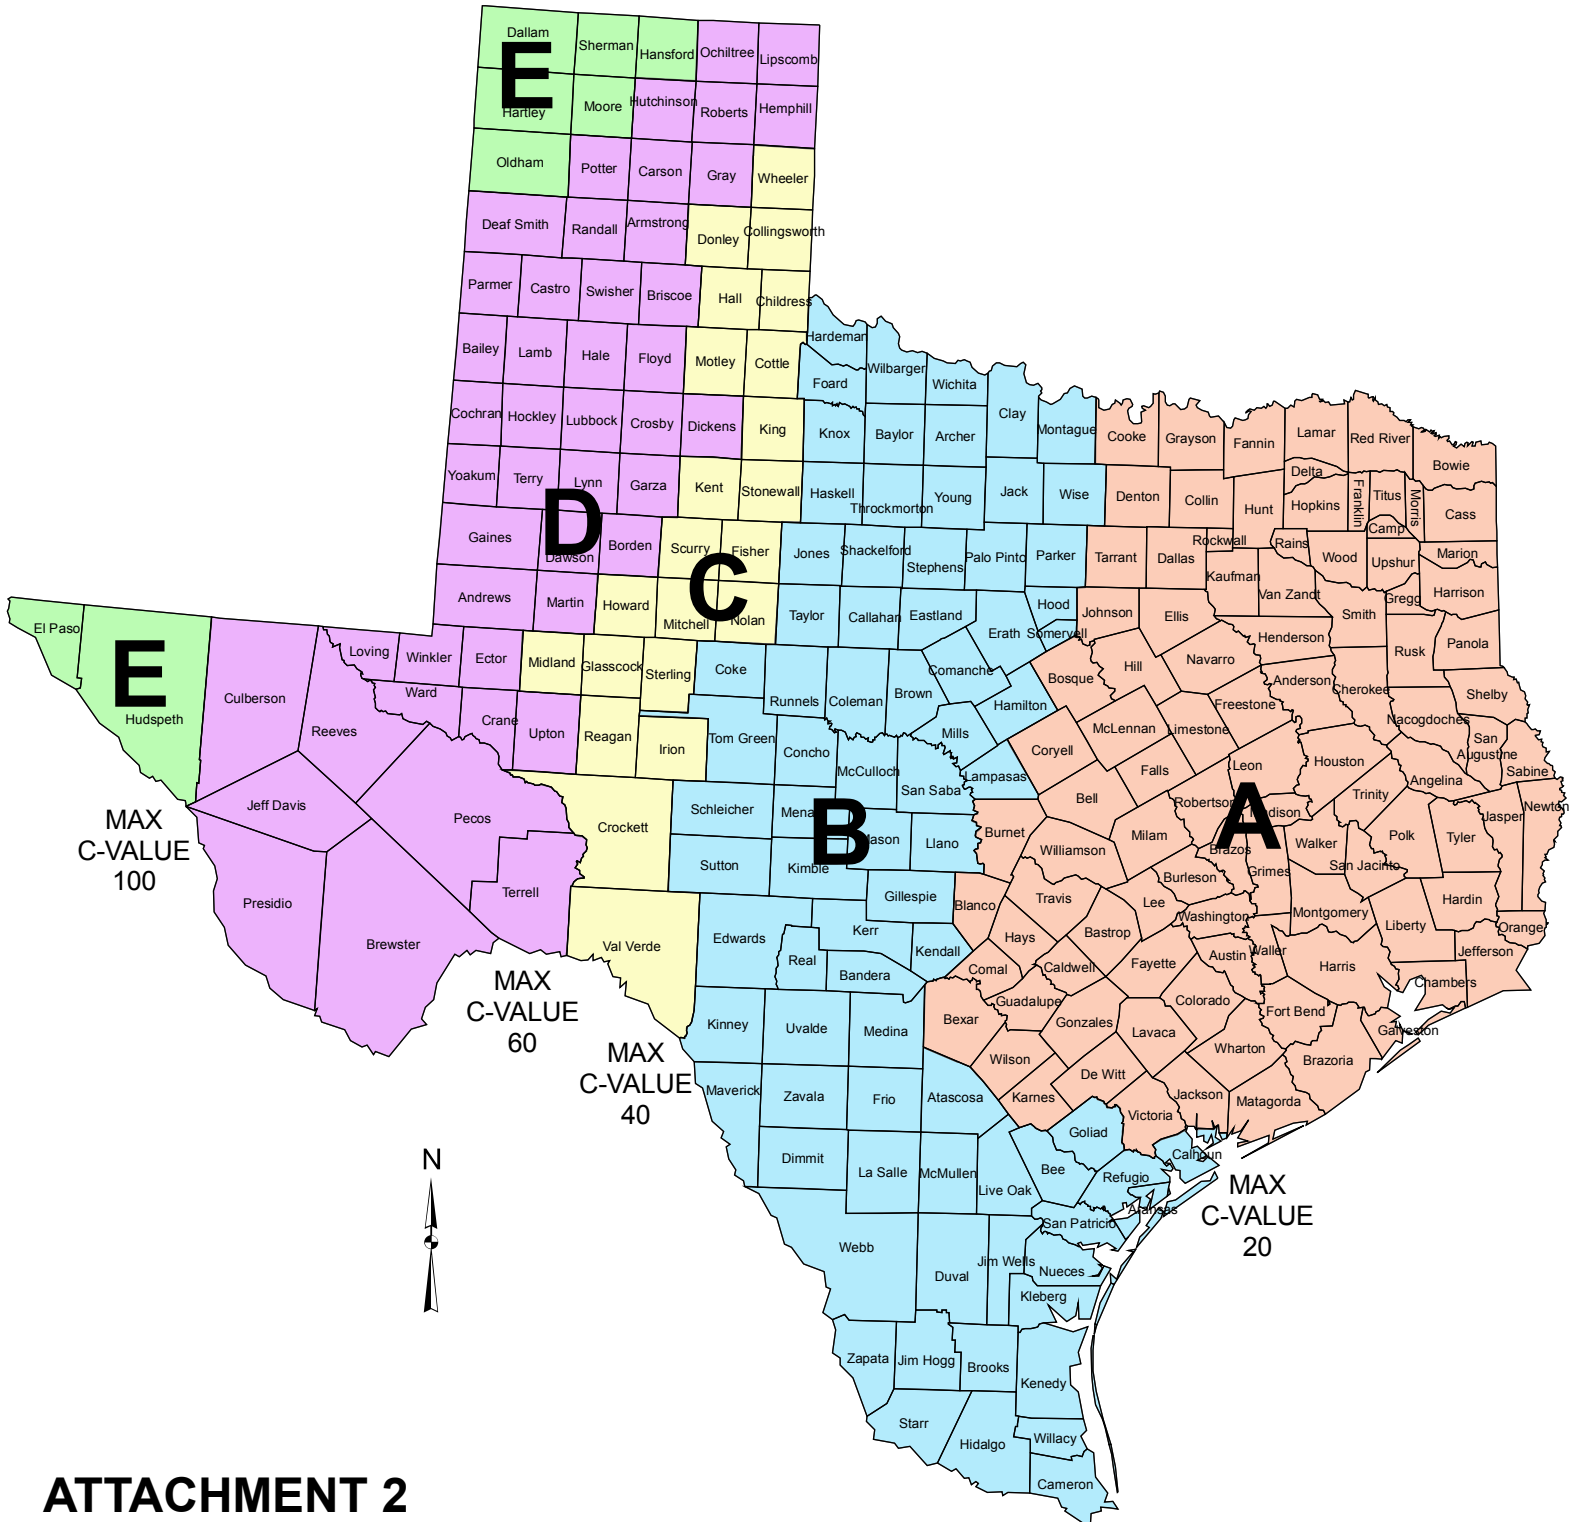 Dallam
Sherman
Hansford
Ochiltree
Lipscomb
E
Hartley
Moore
Hutchinson
Roberts
Hemphill
Oldham
Potter
Carson
Gray
Wheeler
Deaf Smith
Randall
Armstrong
Donley
Collingsworth
Parmer
Castro
Swisher
Briscoe
Hall
Childress
Hardeman
Bailey
Lamb
Hale
Floyd
Motley
Cottle
Foard
Wilbarger
Wichita
Clay
Montague
Cooke
Grayson
Fannin
Lamar
Red River
Bowie
Cochran
Hockley
Lubbock
Crosby
Dickens
King
Knox
Baylor
Archer
Delta
Yoakum
Terry
Lynn
Garza
Kent
Stonewall
Haskell
Throckmorton
Young
Jack
Wise
Denton
Collin
Hunt
Hopkins
Franklin
Titus
Morris
Cass
Camp
D
Gaines
Dawson
Borden
Scurry
Fisher
Jones
Shackelford
Stephens
Palo Pinto
Parker
Tarrant
Dallas
Rockwall
Rains
Wood
Upshur
Marion
C
Andrews
Martin
Howard
Mitchell
Nolan
Taylor
Callahan
Eastland
Erath
Hood
Somervell
Johnson
Ellis
Kaufman
Van Zandt
Smith
Gregg
Harrison
El Paso
E
Hudspeth
Culberson
Reeves
Loving
Winkler
Ector
Midland
Glasscock
Sterling
Coke
Runnels
Coleman
Brown
Comanche
Hamilton
Bosque
Hill
Navarro
Henderson
Anderson
Cherokee
Rusk
Panola
Shelby
Ward
Crane
Upton
Reagan
Irion
Tom Green
Concho
McCulloch
Mills
San Saba
Lampasas
Coryell
McLennan
Limestone
Freestone
Leon
Houston
Nacogdoches
San
Augustine
Sabine
Angelina
Trinity
Jeff Davis
Pecos
Crockett
Schleicher
Menard
B
Mason
Llano
Burnet
Bell
Falls
Milam
Robertson
Madison
A
Walker
Polk
Tyler
Jasper
Newton
MAX
C-VALUE
100
Presidio
Brewster
Terrell
Val Verde
Sutton
Kimble
Gillespie
Blanco
Williamson
Travis
Burleson
Brazos
Grimes
San Jacinto
Hardin
Lee
Washington
Montgomery
Liberty
Orange
Jefferson
Edwards
Kerr
Real
Bandera
Kendall
Hays
Comal
Caldwell
Bastrop
Fayette
Austin
Waller
Harris
Chambers
MAX
C-VALUE
60
Kinney
Uvalde
Medina
Bexar
Guadalupe
Gonzales
Lavaca
Colorado
Fort Bend
Galveston
Wharton
Brazoria
MAX
C-VALUE
40
Maverick
Zavala
Frio
Atascosa
Wilson
Karnes
De Witt
Victoria
Jackson
Matagorda
Dimmit
La Salle
McMullen
Live Oak
Bee
Goliad
Refugio
Calhoun
Aransas
San Patricio
N
MAX
C-VALUE
20
Webb
Duval
Jim Wells
Nueces
Kleberg
Zapata
Jim Hogg
Brooks
Kenedy
Starr
Hidalgo
Willacy
Cameron
ATTACHMENT 2